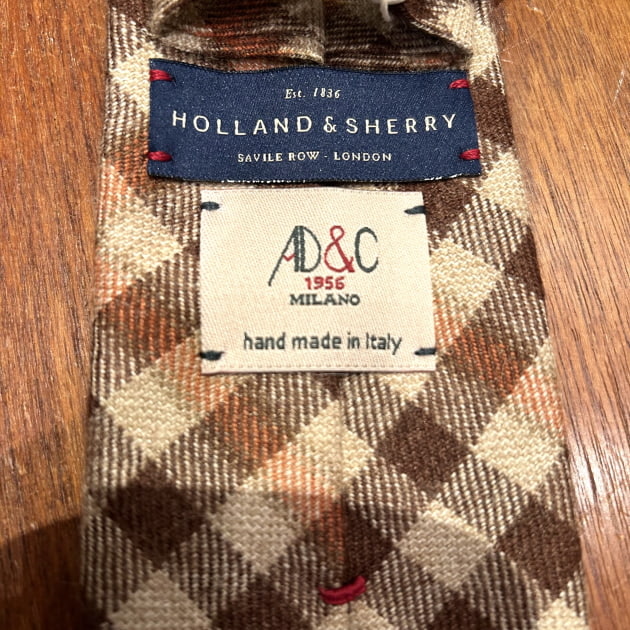 Est. 1836
HOLLAND & SHERRY
SAVILE ROW - LONDON
AD&C
1956
MILANO
hand made in Italy